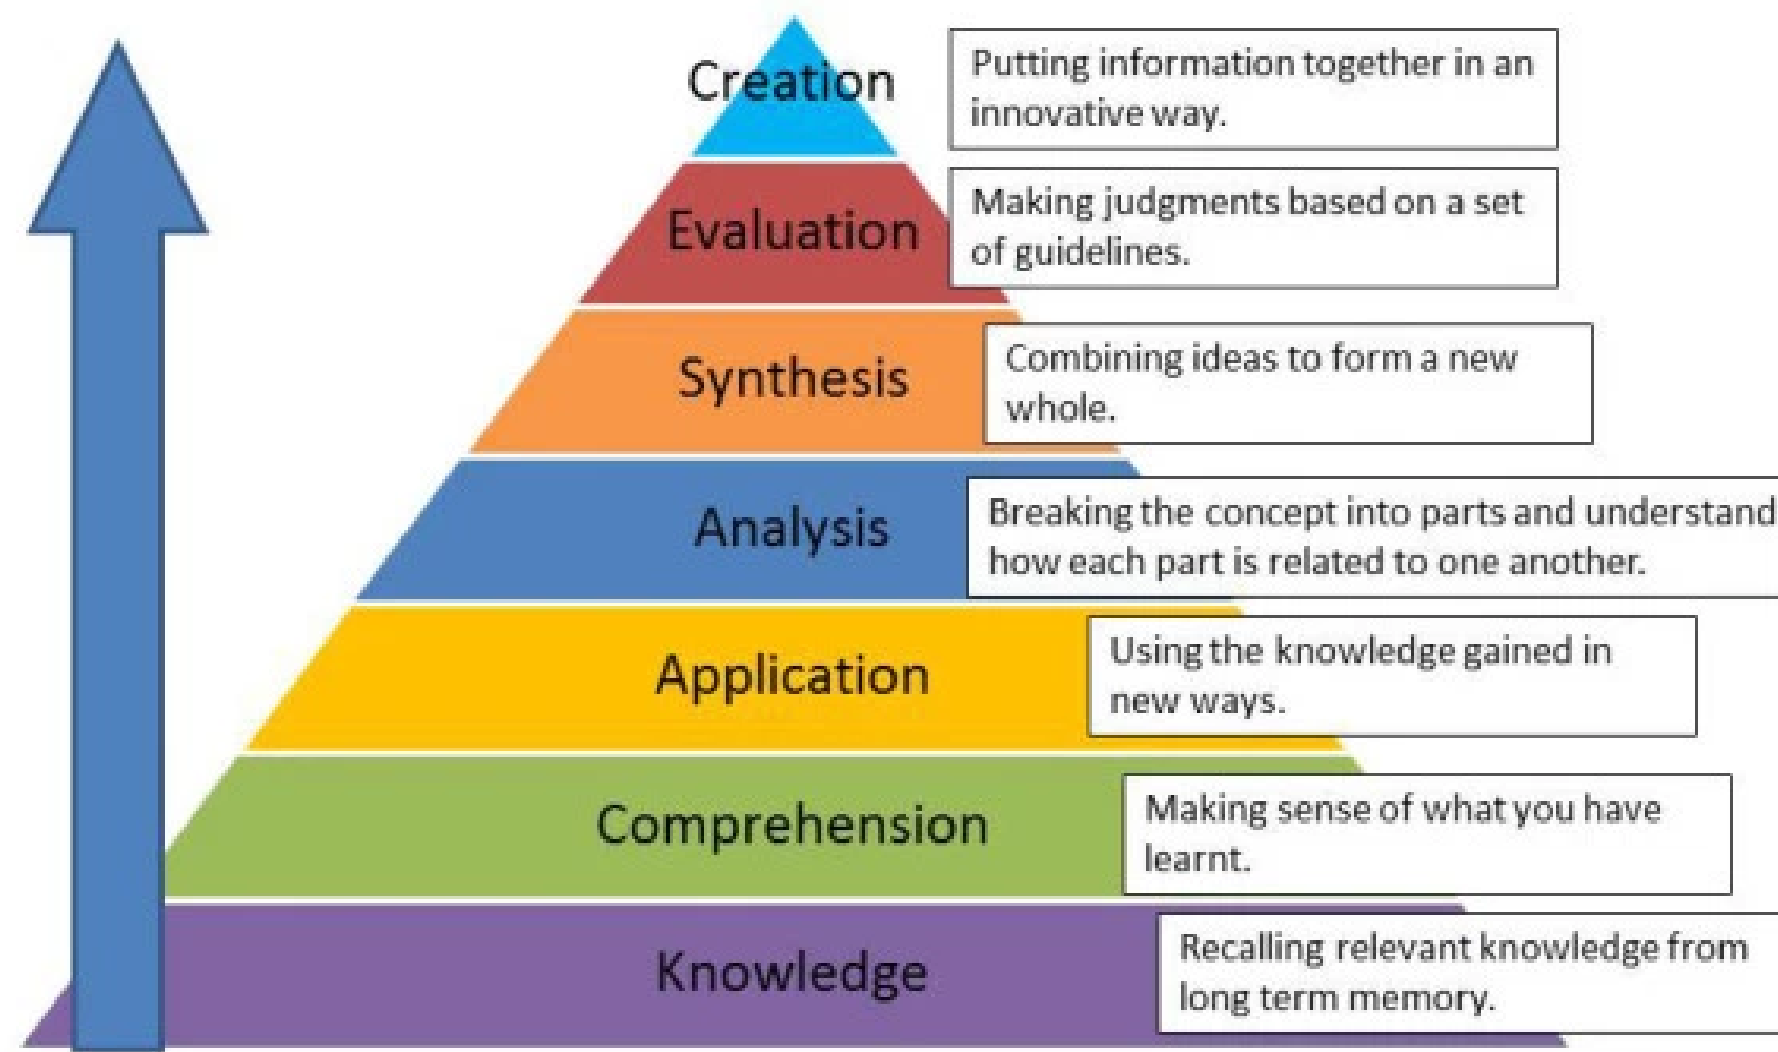 Creation
Putting information together in an
innovative way.
Evaluation
Making judgments based on a set
of guidelines.
Synthesis
Combining ideas to form a new
whole.
Analysis
Breaking the concept into parts and understand
how each part is related to one another.
Application
Using the knowledge gained in
new ways.
Comprehension
Making sense of what you have
learnt.
Knowledge
Recalling relevant knowledge from
long term memory.